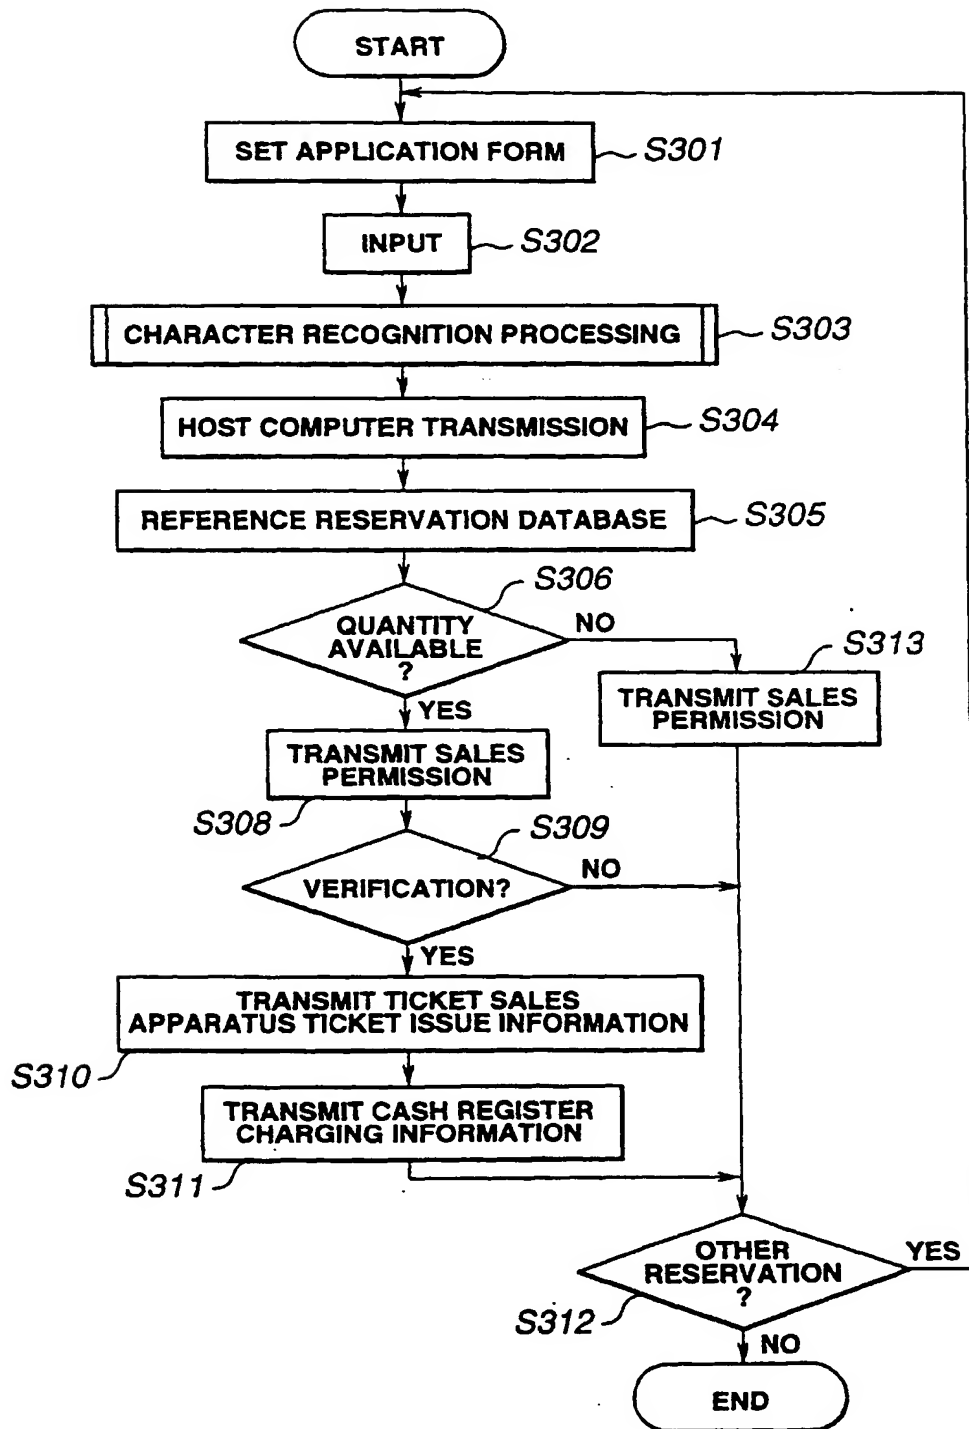 START
SET APPLICATION FORM
S301
INPUT
S302
CHARACTER RECOGNITION PROCESSING
S303
HOST COMPUTER TRANSMISSION
S304
REFERENCE RESERVATION DATABASE
S305
S306
QUANTITY
AVAILABLE
?
NO
S313
TRANSMIT SALES
PERMISSION
YES
TRANSMIT SALES
PERMISSION
S308
S309
VERIFICATION?
NO
YES
TRANSMIT TICKET SALES
APPARATUS TICKET ISSUE INFORMATION
S310
TRANSMIT CASH REGISTER
CHARGING INFORMATION
S311
OTHER
RESERVATION
?
YES
S312
NO
END